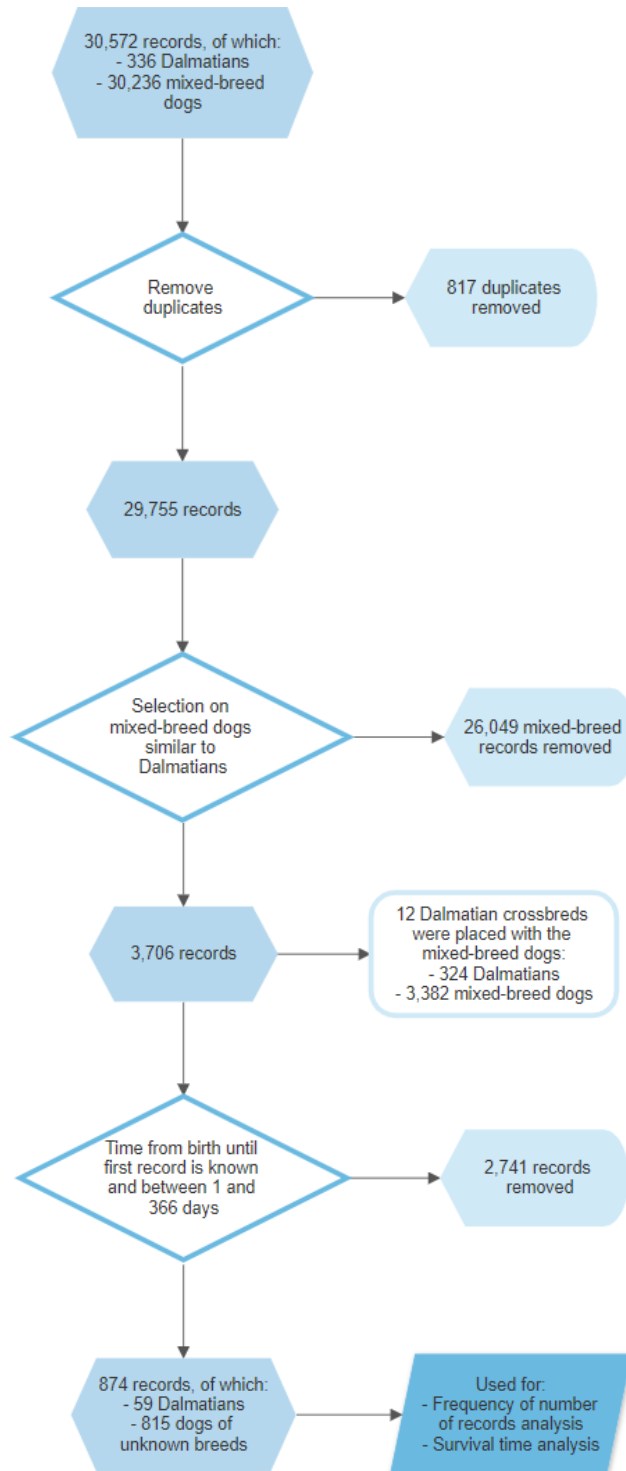 30,572 records, of which:
- 336 Dalmatians
- 30,236 mixed-breed
dogs
Remove
duplicates
817 duplicates
removed
29,755 records
Selection on
mixed-breed dogs
similar to
Dalmatians
26,049 mixed-breed
records removed
3,706 records
12 Dalmatian crossbreds
were placed with the
mixed-breed dogs:
- 324 Dalmatians
- 3,382 mixed-breed dogs
Time from birth until
first record is known
and between 1 and
366 days
2,741 records
removed
874 records, of which:
- 59 Dalmatians
- 815 dogs of
unknown breeds
Used for:
- Frequency of number
of records analysis
- Survival time analysis